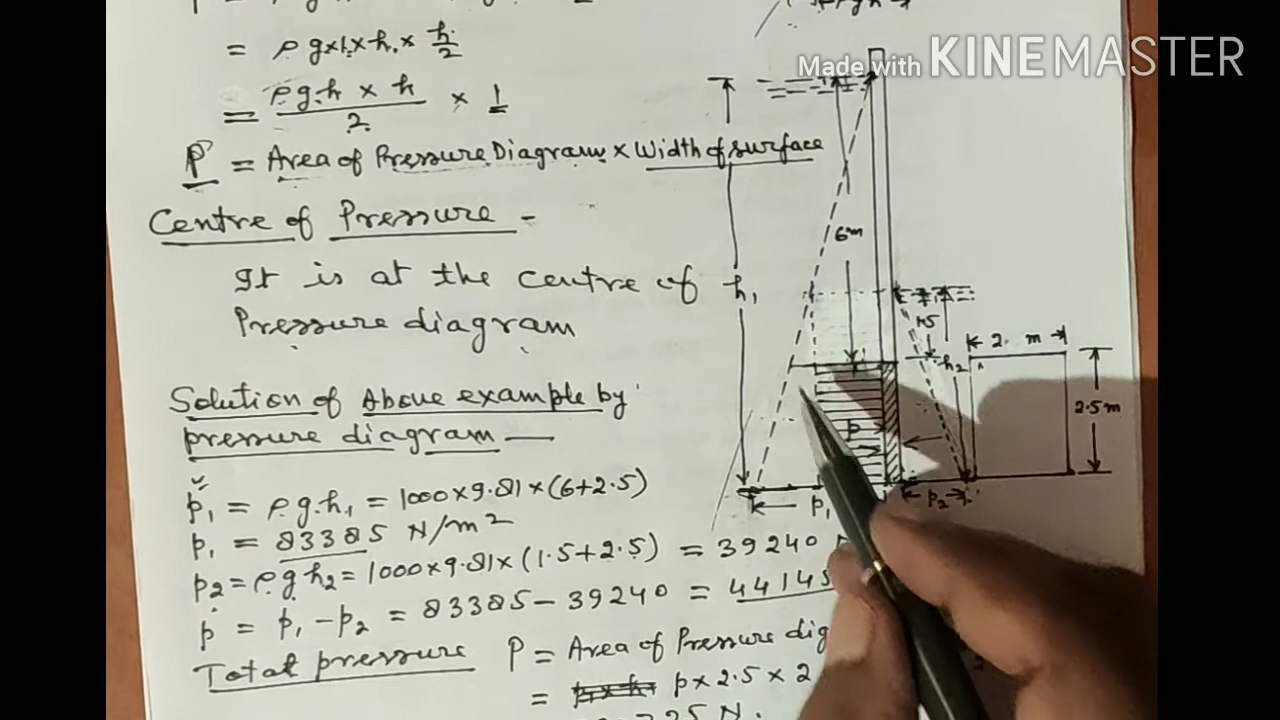 = ρ g×1×h × h/2
= ρ g.h × h / 2 × 1
P = Area of Pressure Diagram × Width of surface
Centre of Pressure -
It is at the centre of
Pressure diagram
Solution of Above example by
pressure diagram —
p₁ = ρ.g.h₁ = 1000×9.81×(6+2.5)
p₁ = 83385 N/m²
p₂ = ρ g h₂ = 1000×9.81×(1.5+2.5) = 39240
p = p₁ - p₂ = 83385 - 39240 = 44145
Total pressure P = Area of Pressure dig
= p × 2.5 × 2
25 N.
Made with KINEMASTER
h₁
6m
1.5
h₂
2. m
2.5m
p
p₁
p₂